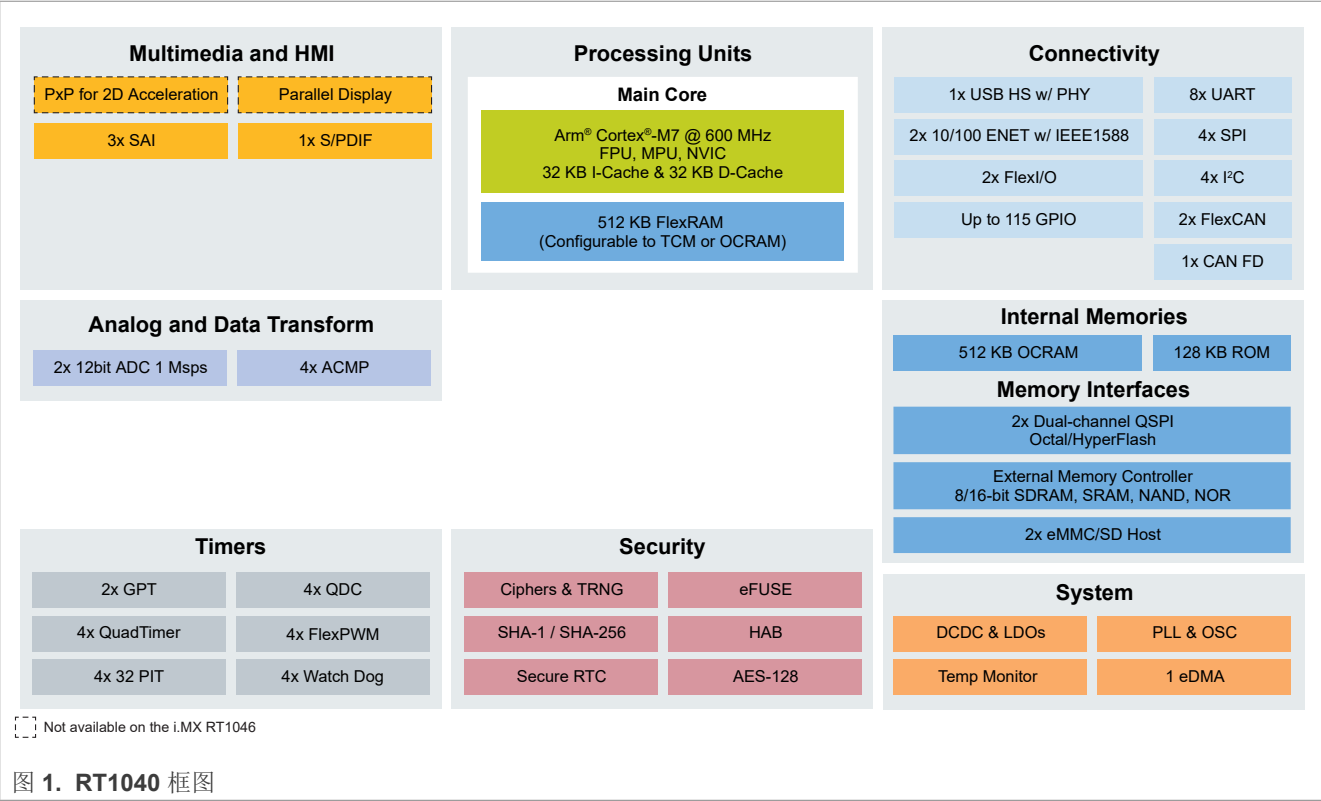 Multimedia and HMI
PxP for 2D Acceleration
Parallel Display
3x SAI
1x S/PDIF
Processing Units
Main Core
Arm® Cortex®-M7 @ 600 MHz
FPU, MPU, NVIC
32 KB I-Cache & 32 KB D-Cache
512 KB FlexRAM
(Configurable to TCM or OCRAM)
Connectivity
1x USB HS w/ PHY
8x UART
2x 10/100 ENET w/ IEEE1588
4x SPI
2x FlexI/O
4x I²C
Up to 115 GPIO
2x FlexCAN
1x CAN FD
Analog and Data Transform
2x 12bit ADC 1 Msps
4x ACMP
Internal Memories
512 KB OCRAM
128 KB ROM
Memory Interfaces
2x Dual-channel QSPI
Octal/HyperFlash
External Memory Controller
8/16-bit SDRAM, SRAM, NAND, NOR
2x eMMC/SD Host
Timers
2x GPT
4x QDC
4x QuadTimer
4x FlexPWM
4x 32 PIT
4x Watch Dog
Security
Ciphers & TRNG
eFUSE
SHA-1 / SHA-256
HAB
Secure RTC
AES-128
System
DCDC & LDOs
PLL & OSC
Temp Monitor
1 eDMA
Not available on the i.MX RT1046
图 1. RT1040 框图